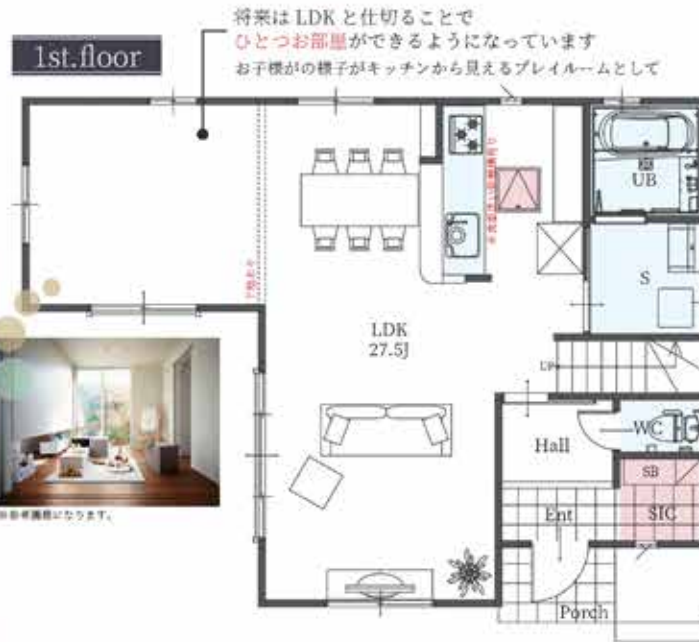 将来は LDK と仕切ることで
ひとつお部屋ができるようになっています
お子様がの様子がキッチンから見えるプレイルームとして
1st.floor
UB
S
LDK
27.5J
UP
WC
Hall
SB
Ent
SIC
Porch
※参考画像になります。